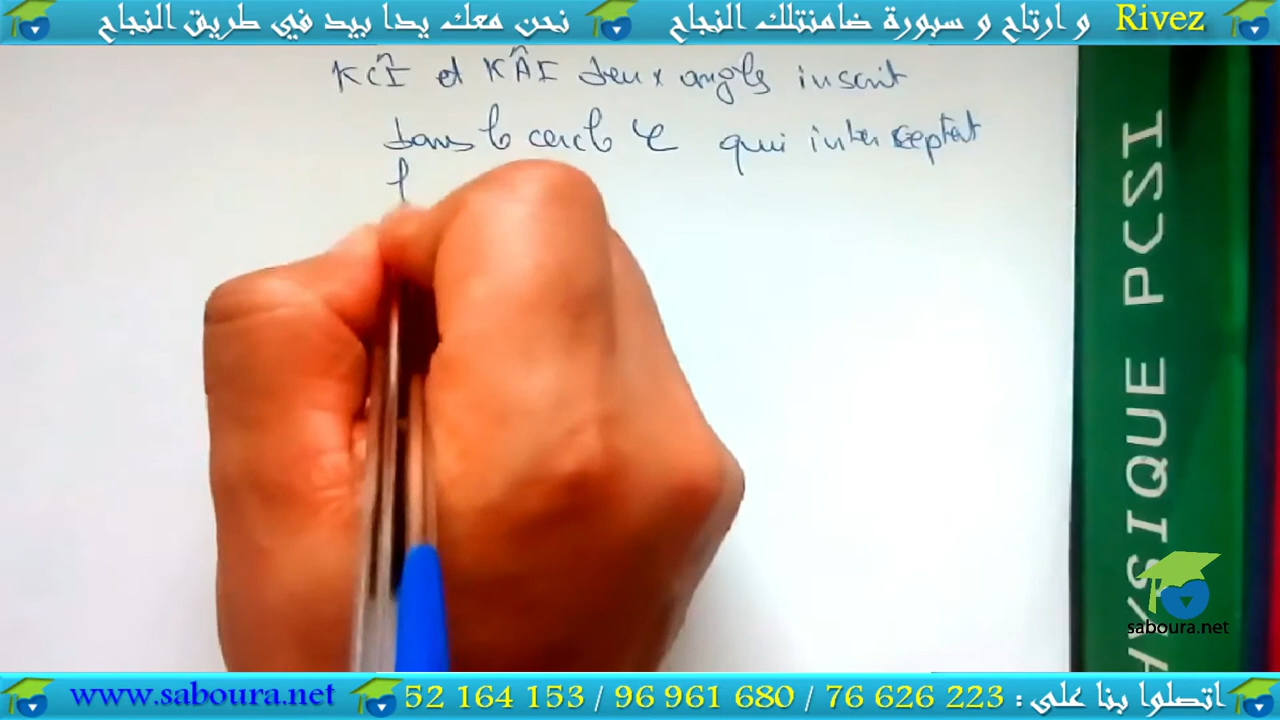 نحن معك يدا بيد في طريق النجاح و ارتاح و سبورة ضامنتلك النجاح Rivez
KĈI et KÂI deux angles inscrit
dans le cercle C qui interceptent
l
PHYSIQUE PCSI
saboura.net
www.saboura.net 52 164 153 / 96 961 680 / 76 626 223 : اتصلوا بنا على